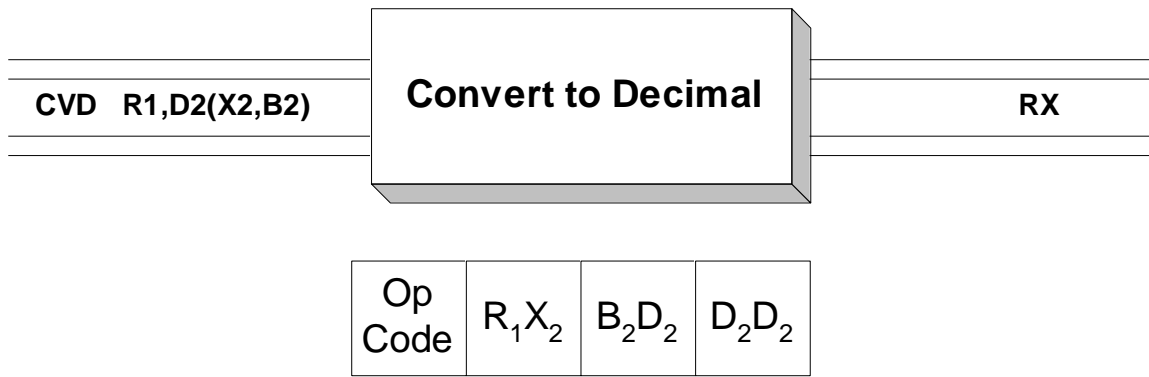 CVD R1,D2(X2,B2) Convert to Decimal RX
Op
Code R₁X₂ B₂D₂ D₂D₂